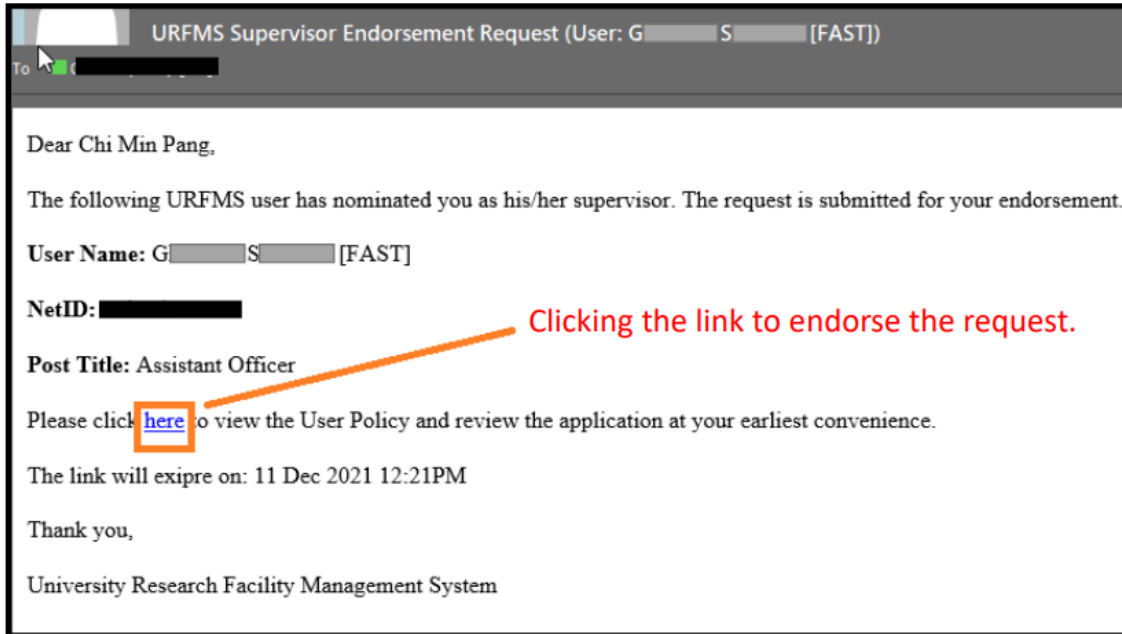 URFMS Supervisor Endorsement Request (User: G S [FAST])
To
Dear Chi Min Pang,
The following URFMS user has nominated you as his/her supervisor. The request is submitted for your endorsement.
User Name: G S [FAST]
NetID:
Clicking the link to endorse the request.
Post Title: Assistant Officer
Please click here to view the User Policy and review the application at your earliest convenience.
The link will exipre on: 11 Dec 2021 12:21PM
Thank you,
University Research Facility Management System